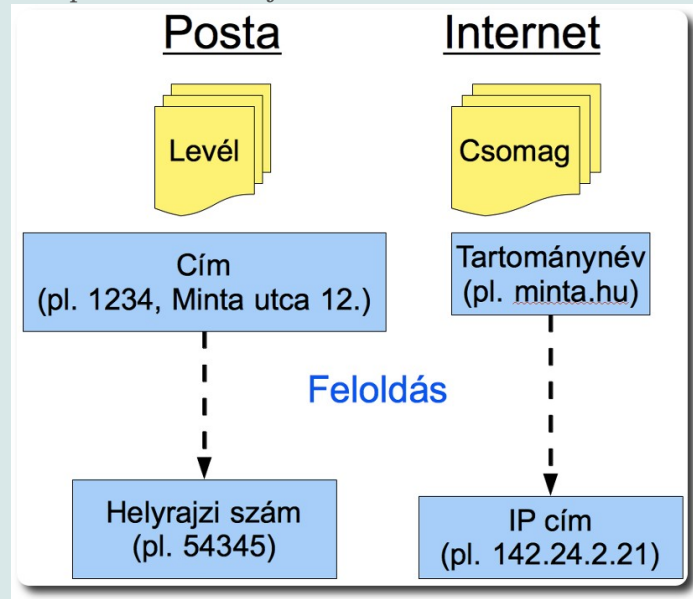 Posta
Internet
Levél
Csomag
Cím
(pl. 1234, Minta utca 12.)
Tartománynév
(pl. minta.hu)
Feloldás
Helyrajzi szám
(pl. 54345)
IP cím
(pl. 142.24.2.21)